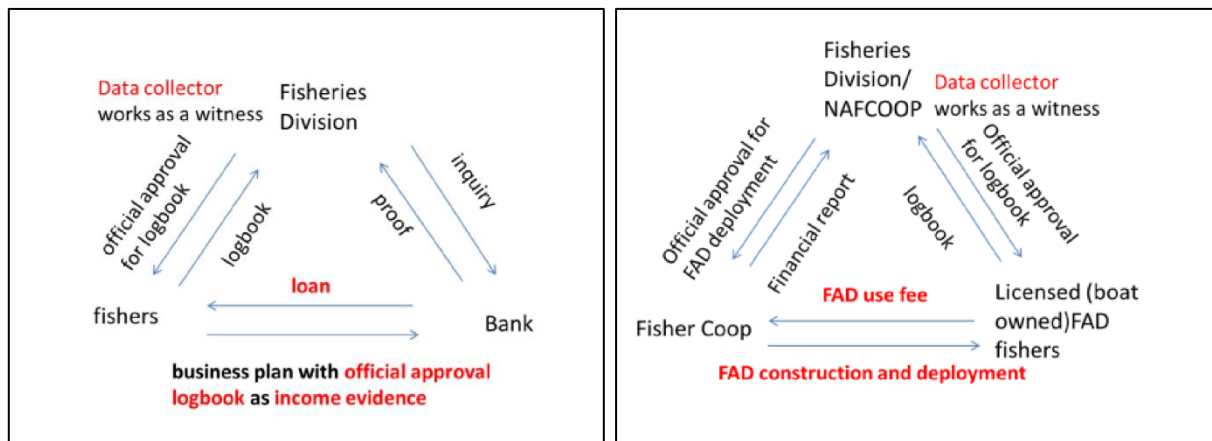 Data collector
works as a witness
Fisheries
Division
official approval
for logbook
logbook
inquiry
proof
loan
fishers
Bank
business plan with official approval
logbook as income evidence
Fisheries
Division/
NAFCOOP
Data collector
works as a witness
Official approval for
FAD deployment
Financial report
logbook
Official approval
for logbook
FAD use fee
Fisher Coop
Licensed (boat
owned)FAD
fishers
FAD construction and deployment